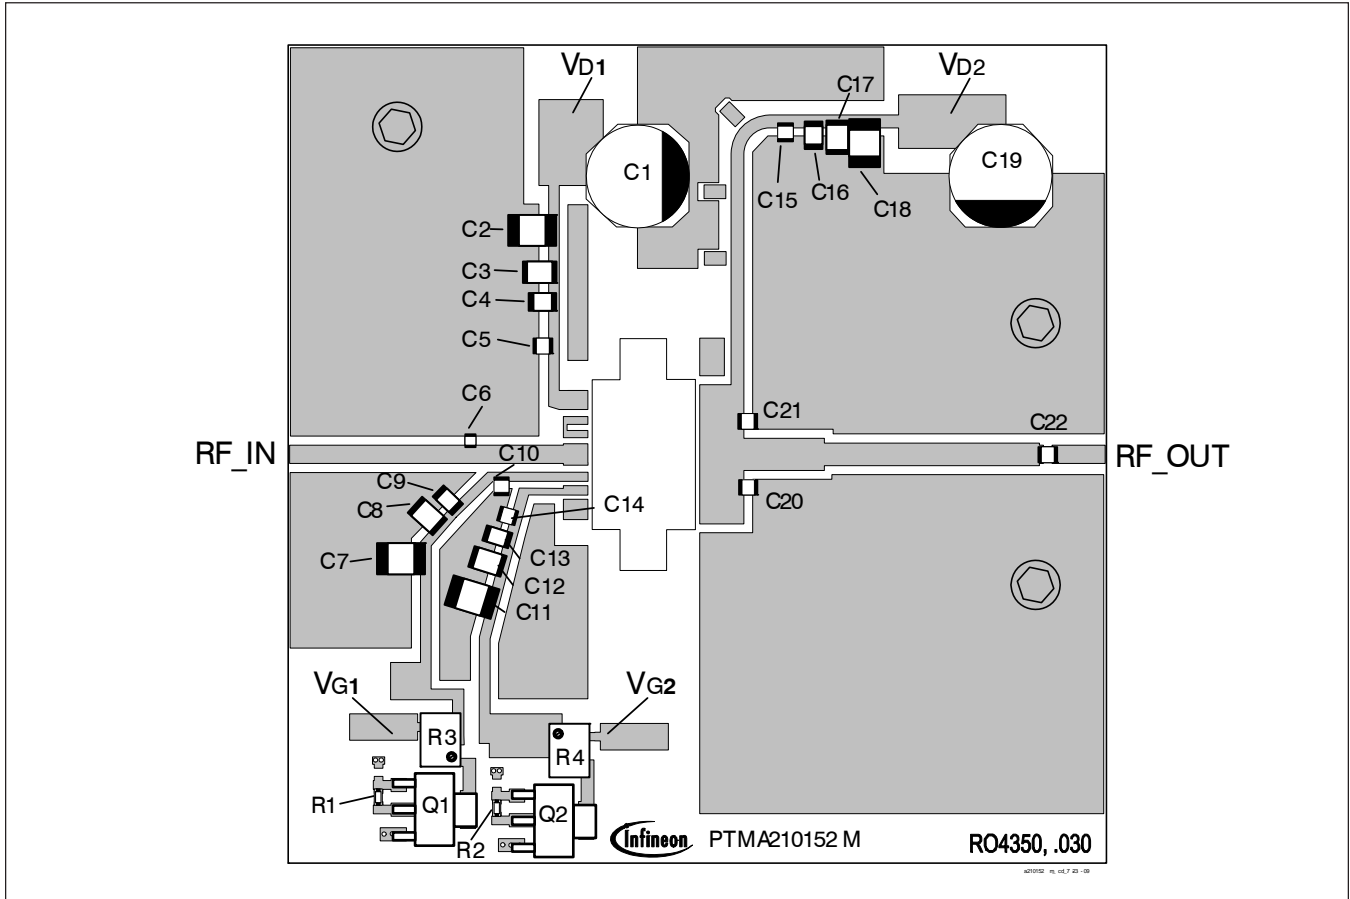 VD1
VD2
C17
C1
C19
C15
C16
C18
C2
C3
C4
C5
C6
C21
C22
RF_IN
RF_OUT
C10
C9
C8
C20
C14
C7
C13
C12
C11
VG1
VG2
R3
R4
R1
Q1
Q2
R2
Infineon
PTMA210152 M
RO4350, .030